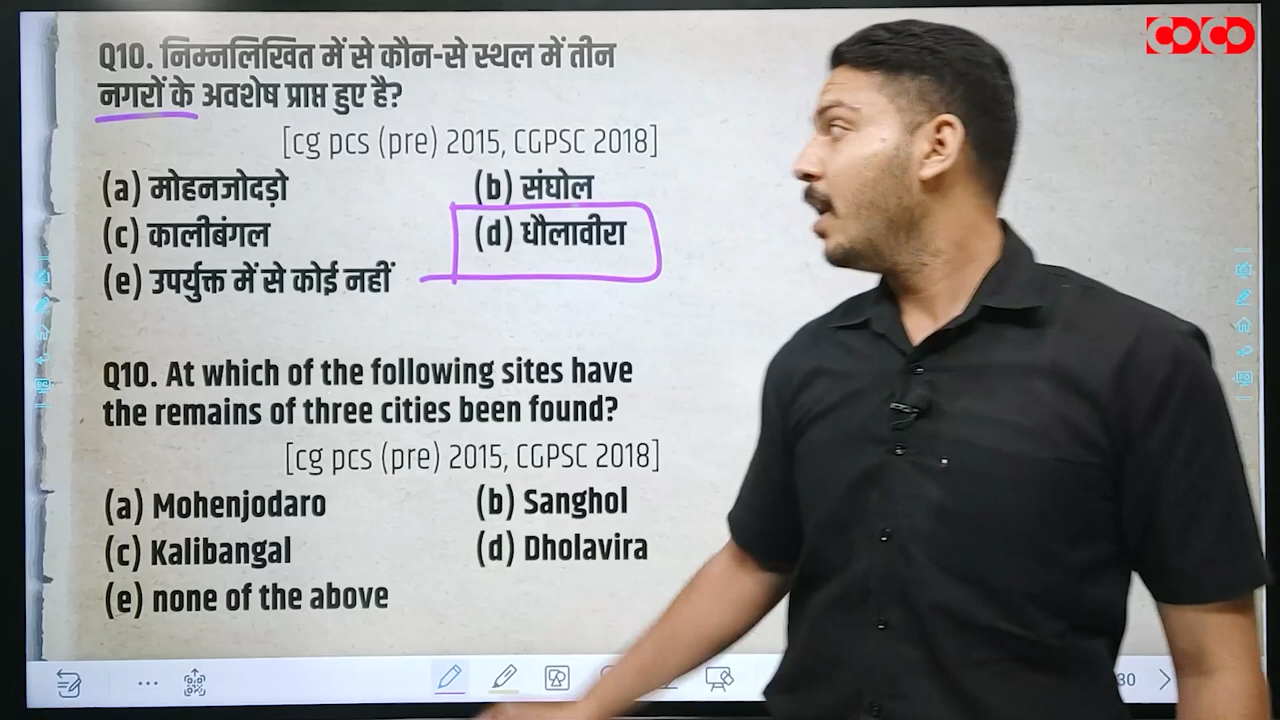 COCO
Q10. निम्नलिखित में से कौन-से स्थल में तीन
नगरों के अवशेष प्राप्त हुए है?
[cg pcs (pre) 2015, CGPSC 2018]
(a) मोहनजोदड़ो (b) संघोल
(c) कालीबंगल (d) धौलावीरा
(e) उपर्युक्त में से कोई नहीं
Q10. At which of the following sites have
the remains of three cities been found?
[cg pcs (pre) 2015, CGPSC 2018]
(a) Mohenjodaro (b) Sanghol
(c) Kalibangal (d) Dholavira
(e) none of the above
30